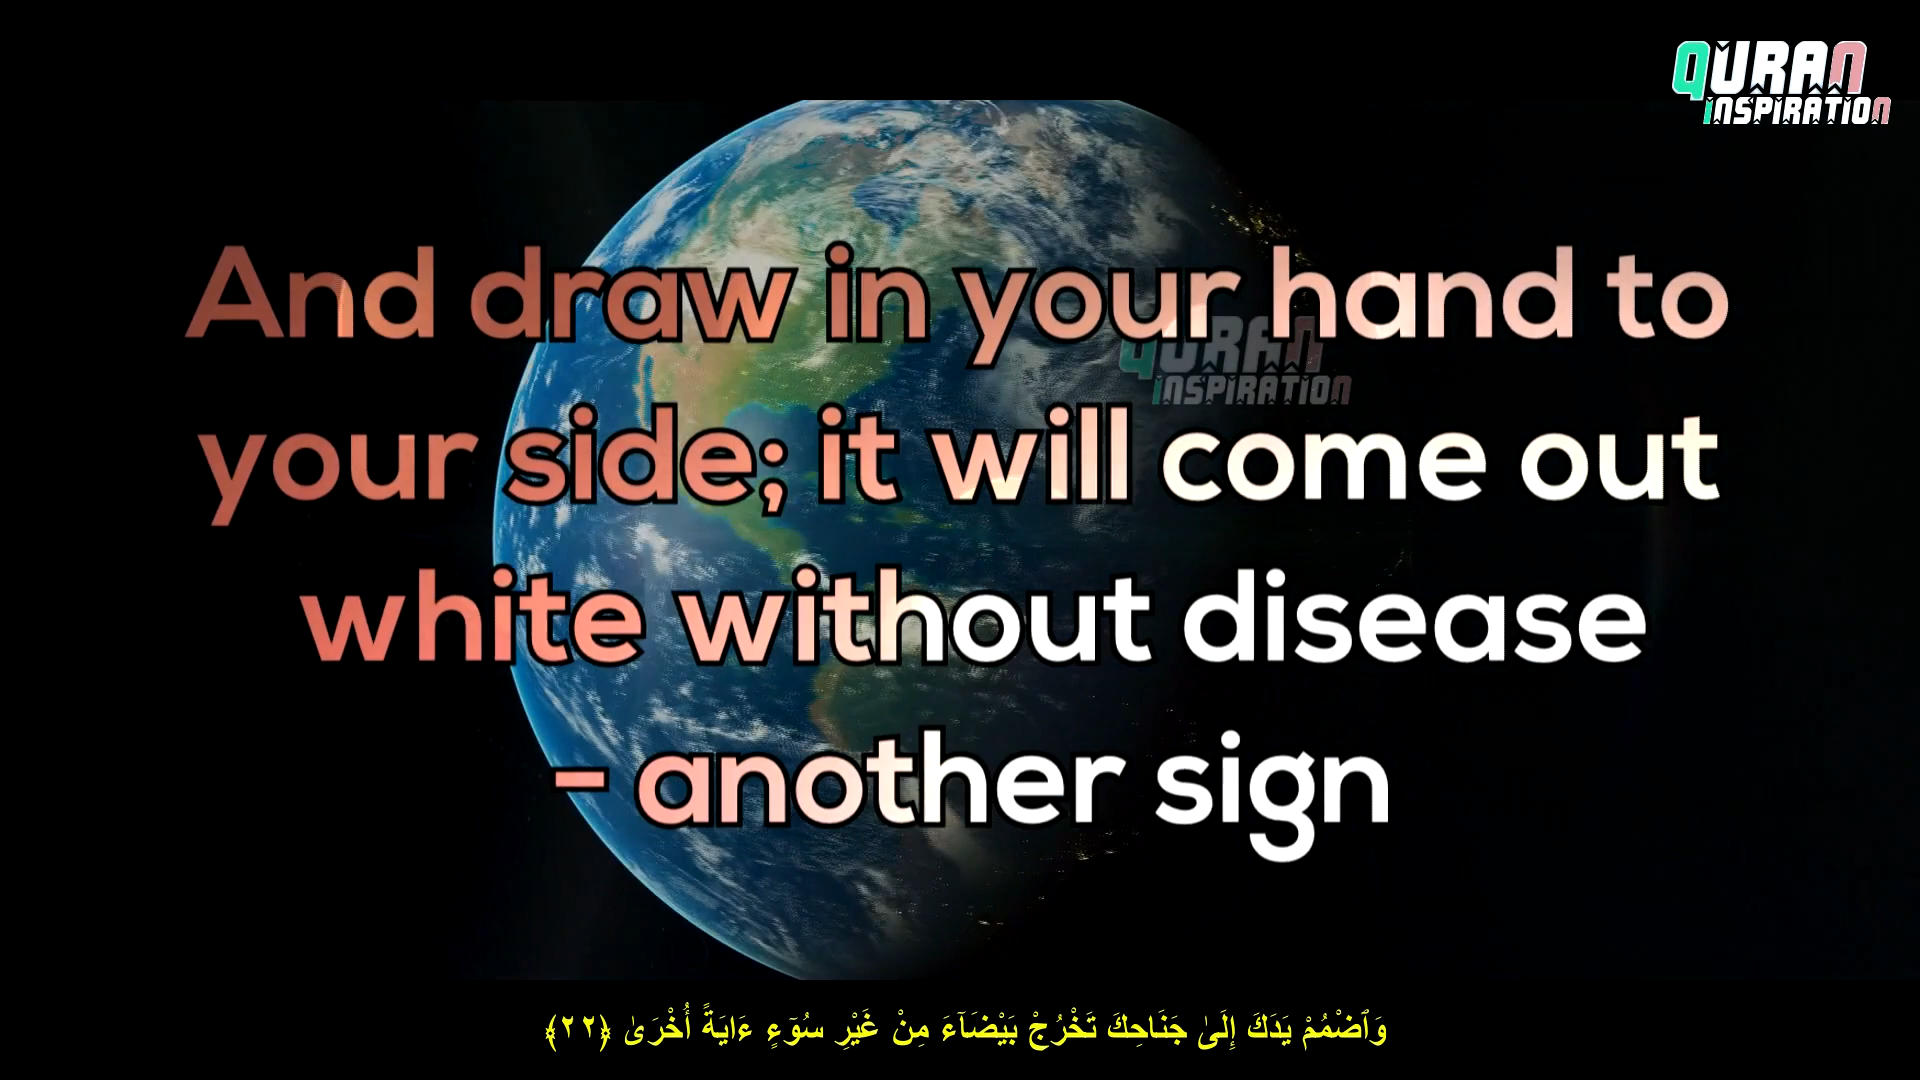 QURAN
INSPIRATION
And draw in your hand to
your side; it will come out
QURAN
INSPIRATION
white without disease
- another sign
وَٱضْمُمْ يَدَكَ إِلَىٰ جَنَاحِكَ تَخْرُجْ بَيْضَآءَ مِنْ غَيْرِ سُوٓءٍ ءَايَةً أُخْرَىٰ ﴿٢٢﴾